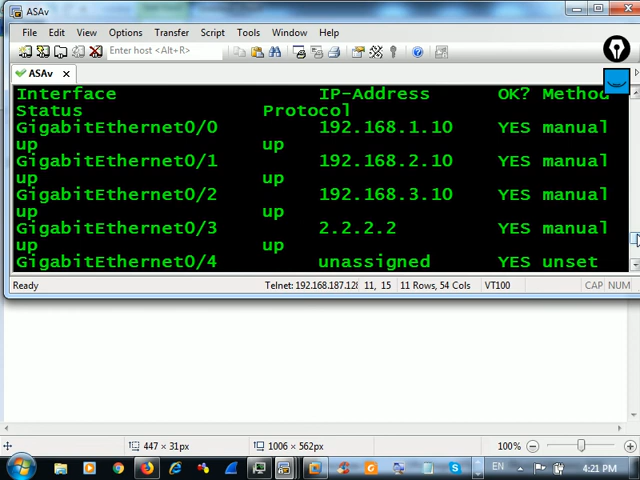 ASAv
File Edit View Options Transfer Script Tools Window Help
Enter host <Alt+R>
ASAv
Interface IP-Address OK? Method
Status Protocol
GigabitEthernet0/0 192.168.1.10 YES manual
up up
GigabitEthernet0/1 192.168.2.10 YES manual
up up
GigabitEthernet0/2 192.168.3.10 YES manual
up up
GigabitEthernet0/3 2.2.2.2 YES manual
up up
GigabitEthernet0/4 unassigned YES unset
Ready Telnet: 192.168.187.128 11, 15 11 Rows, 54 Cols VT100 CAP NUM
447 × 31px 1006 × 562px 100%
EN 4:21 PM